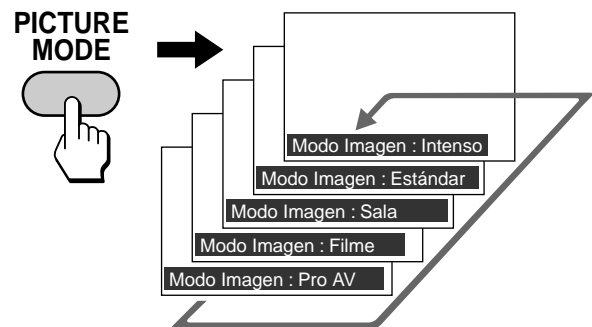 PICTURE
MODE
Modo Imagen : Intenso
Modo Imagen : Estándar
Modo Imagen : Sala
Modo Imagen : Filme
Modo Imagen : Pro AV